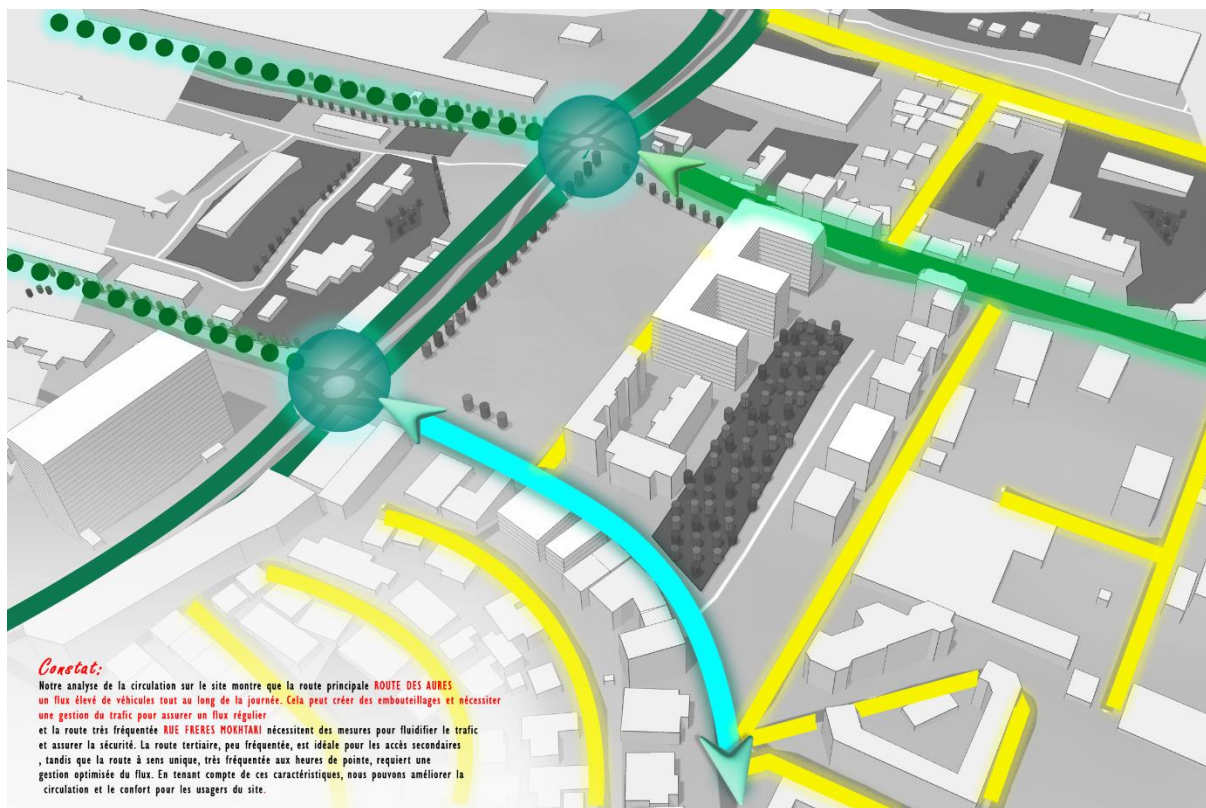 Constat:
Notre analyse de la circulation sur le site montre que la route principale ROUTE DES AURES
un flux élevé de véhicules tout au long de la journée. Cela peut créer des embouteillages et nécessiter
une gestion du trafic pour assurer un flux régulier
et la route très fréquentée RUE FRERES MOKHTARI nécessitent des mesures pour fluidifier le trafic
et assurer la sécurité. La route tertiaire, peu fréquentée, est idéale pour les accès secondaires
, tandis que la route à sens unique, très fréquentée aux heures de pointe, requiert une
gestion optimisée du flux. En tenant compte de ces caractéristiques, nous pouvons améliorer la
circulation et le confort pour les usagers du site.